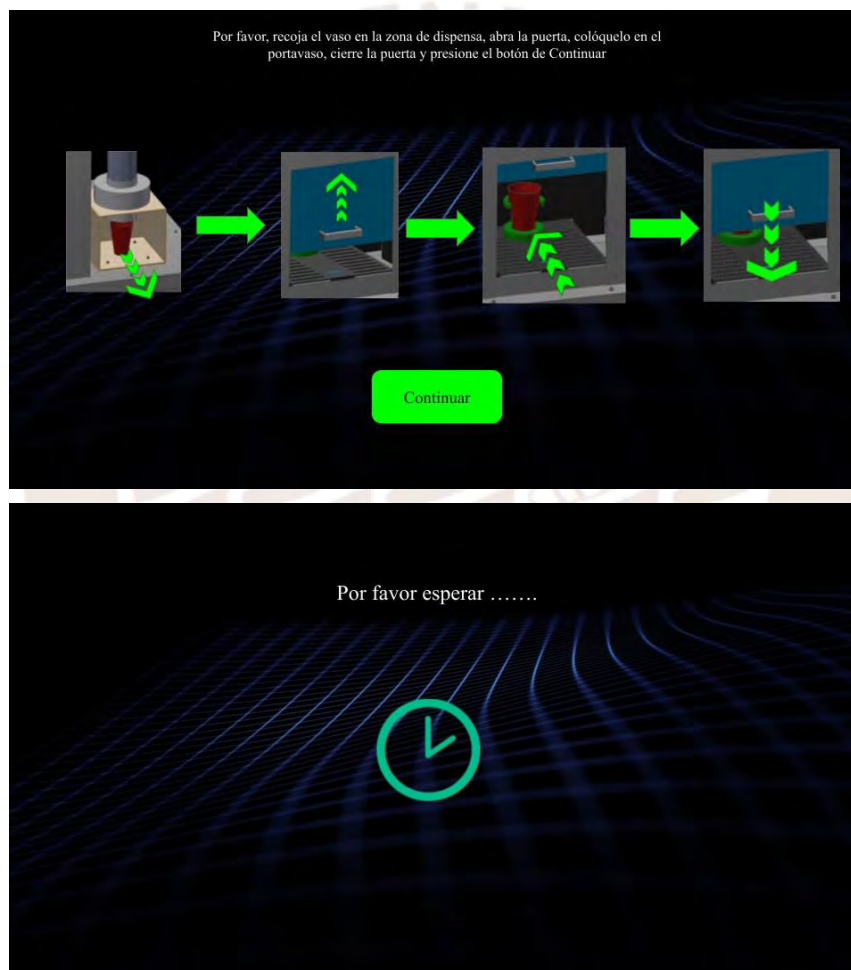 Por favor, recoja el vaso en la zona de dispensa, abra la puerta, colóquelo en el
portavaso, cierre la puerta y presione el botón de Continuar
Continuar
Por favor esperar .......